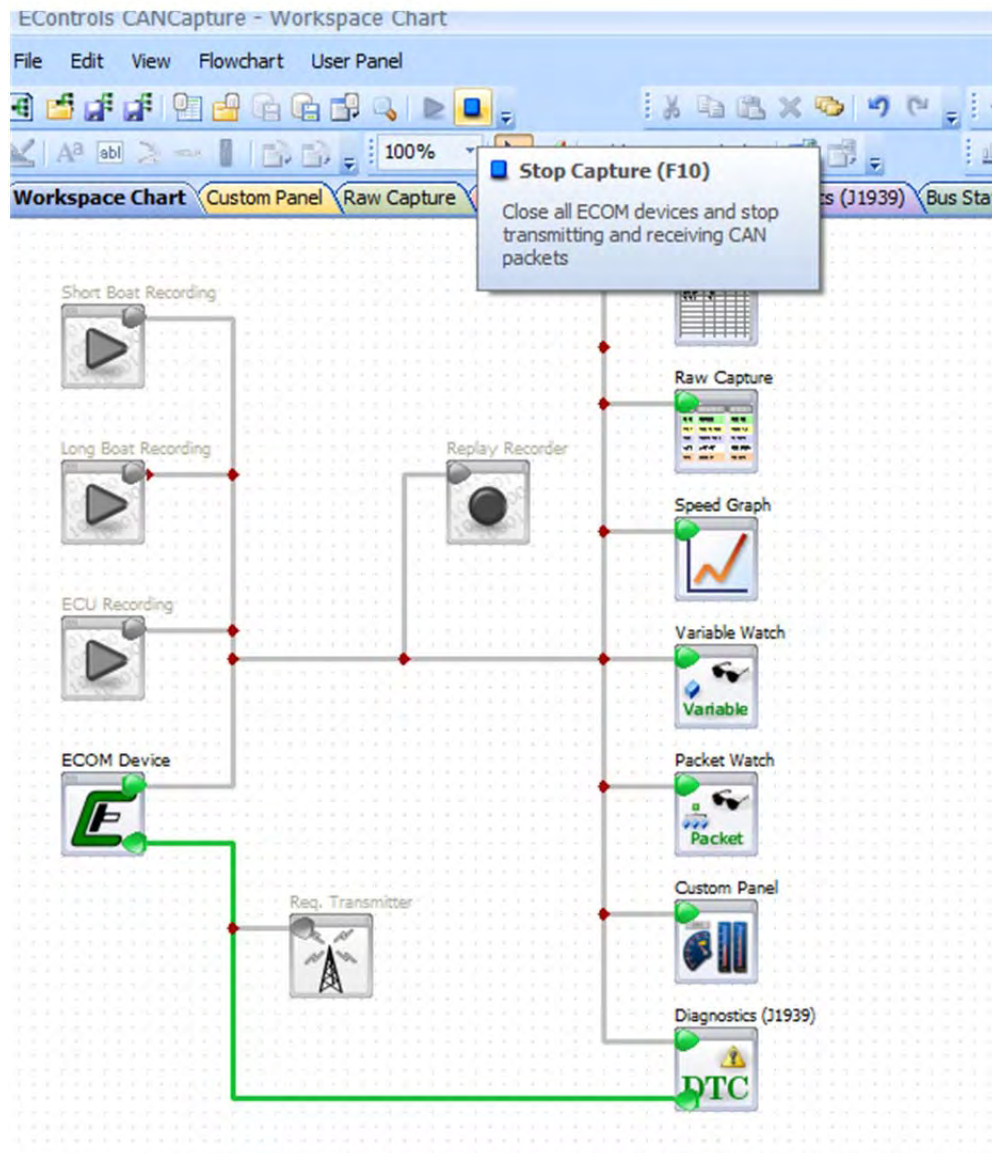 EControls CANCapture - Workspace Chart
File Edit View Flowchart User Panel
100%
Stop Capture (F10)
Close all ECOM devices and stop
transmitting and receiving CAN
packets
Workspace Chart Custom Panel Raw Capture (J1939) Bus Sta
Short Boat Recording
Raw Capture
Long Boat Recording
Replay Recorder
Speed Graph
ECU Recording
Variable Watch
Variable
ECOM Device
Packet Watch
Packet
Custom Panel
Req. Transmitter
Diagnostics (J1939)
DTC